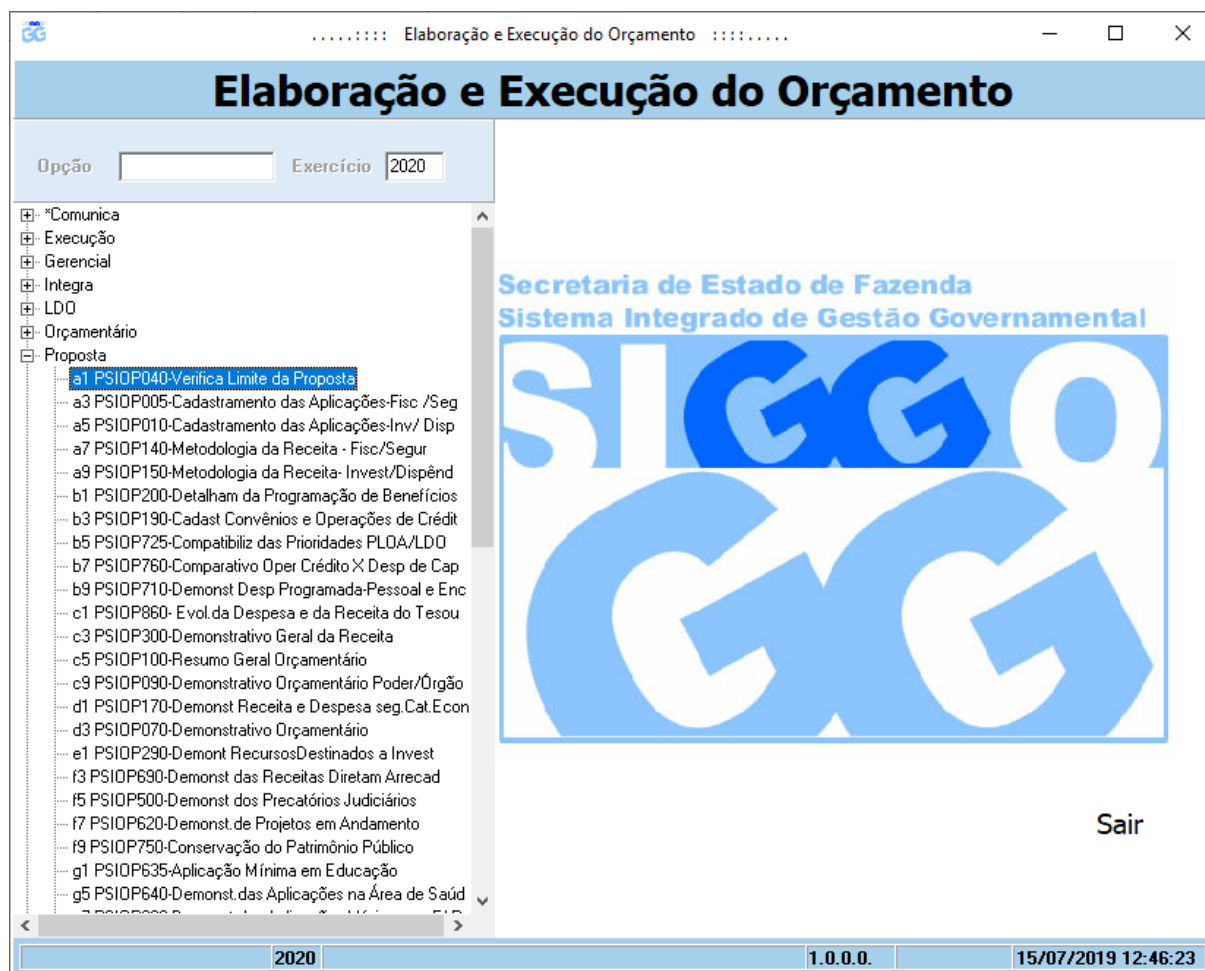 .....:::: Elaboração e Execução do Orçamento ::::.....
Elaboração e Execução do Orçamento
Opção
Exercício 2020
*Comunica
Execução
Gerencial
Integra
LDO
Orçamentário
Proposta
a1 PSIOP040-Verifica Limite da Proposta
a3 PSIOP005-Cadastramento das Aplicações-Fisc /Seg
a5 PSIOP010-Cadastramento das Aplicações-Inv/ Disp
a7 PSIOP140-Metodologia da Receita - Fisc/Segur
a9 PSIOP150-Metodologia da Receita- Invest/Dispênd
b1 PSIOP200-Detalham da Programação de Benefícios
b3 PSIOP190-Cadast Convênios e Operações de Crédit
b5 PSIOP725-Compatibiliz das Prioridades PLOA/LDO
b7 PSIOP760-Comparativo Oper Crédito X Desp de Cap
b9 PSIOP710-Demonst Desp Programada-Pessoal e Enc
c1 PSIOP860- Evol.da Despesa e da Receita do Tesou
c3 PSIOP300-Demonstrativo Geral da Receita
c5 PSIOP100-Resumo Geral Orçamentário
c9 PSIOP090-Demonstrativo Orçamentário Poder/Órgão
d1 PSIOP170-Demonst Receita e Despesa seg.Cat.Econ
d3 PSIOP070-Demonstrativo Orçamentário
e1 PSIOP290-Demont RecursosDestinados a Invest
f3 PSIOP690-Demonst das Receitas Diretam Arrecad
f5 PSIOP500-Demonst dos Precatórios Judiciários
f7 PSIOP620-Demonst.de Projetos em Andamento
f9 PSIOP750-Conservação do Patrimônio Público
g1 PSIOP635-Aplicação Mínima em Educação
g5 PSIOP640-Demonst.das Aplicações na Área de Saúd
Secretaria de Estado de Fazenda
Sistema Integrado de Gestão Governamental
SIGGO
GG
Sair
2020
1.0.0.0.
15/07/2019 12:46:23